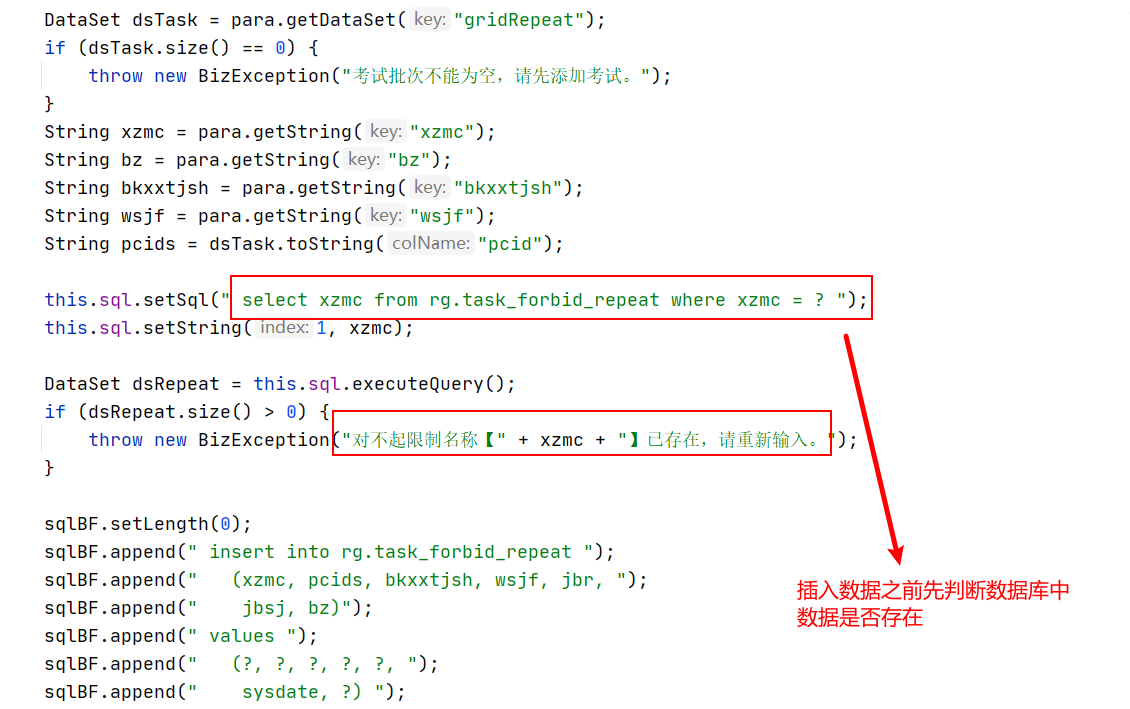 DataSet dsTask = para.getDataSet( key: "gridRepeat");
if (dsTask.size() == 0) {
throw new BizException("考试批次不能为空，请先添加考试。");
}
String xzmc = para.getString( key: "xzmc");
String bz = para.getString( key: "bz");
String bkxxtjsh = para.getString( key: "bkxxtjsh");
String wsjf = para.getString( key: "wsjf");
String pcids = dsTask.toString( colName: "pcid");
this.sql.setSql(" select xzmc from rg.task_forbid_repeat where xzmc = ? ");
this.sql.setString( index: 1, xzmc);
DataSet dsRepeat = this.sql.executeQuery();
if (dsRepeat.size() > 0) {
throw new BizException("对不起限制名称【" + xzmc + "】已存在，请重新输入。");
}
sqlBF.setLength(0);
sqlBF.append(" insert into rg.task_forbid_repeat ");
sqlBF.append("   (xzmc, pcids, bkxxtjsh, wsjf, jbr, ");
sqlBF.append("    jbsj, bz)");
sqlBF.append(" values ");
sqlBF.append("   (?, ?, ?, ?, ?, ");
sqlBF.append("    sysdate, ?) ");
插入数据之前先判断数据库中
数据是否存在